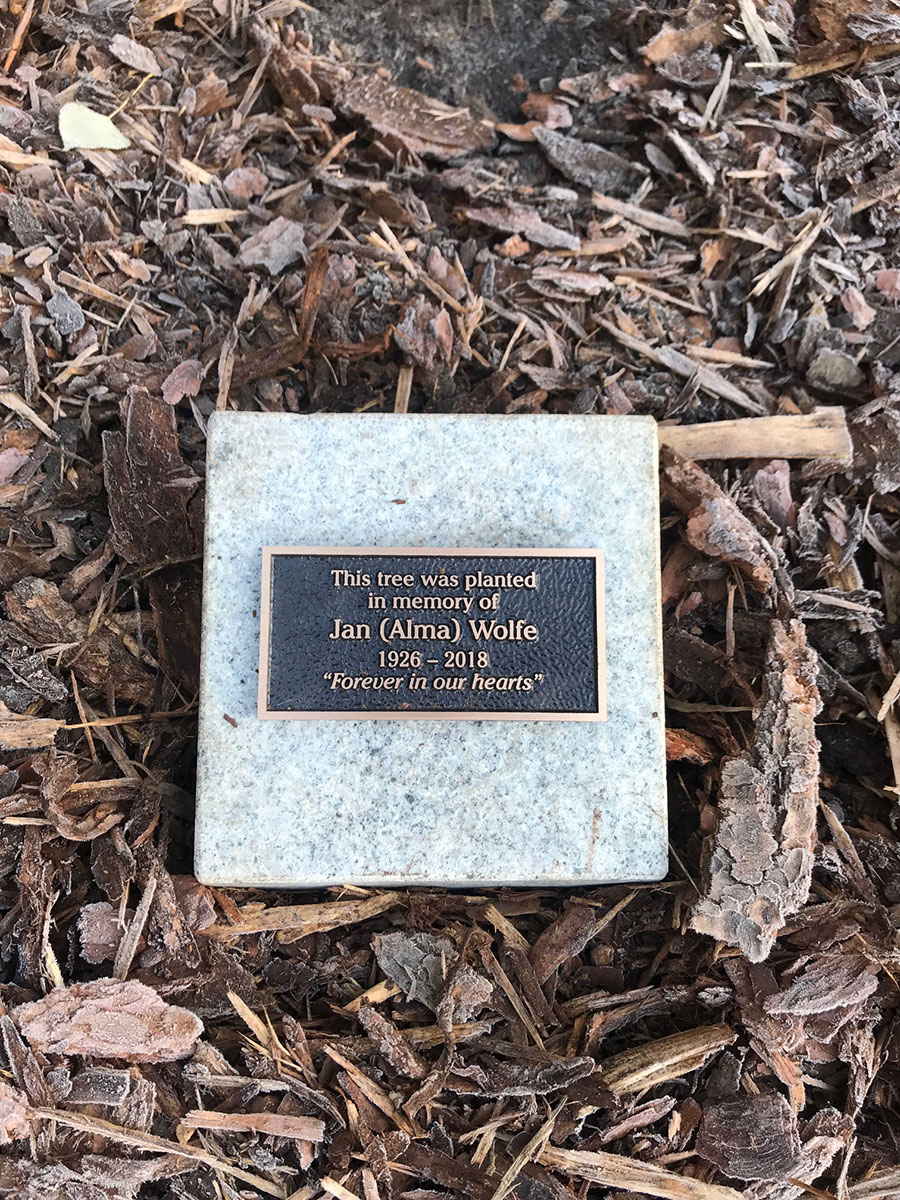 This tree was planted
in memory of
Jan (Alma) Wolfe
1926 – 2018
“Forever in our hearts”